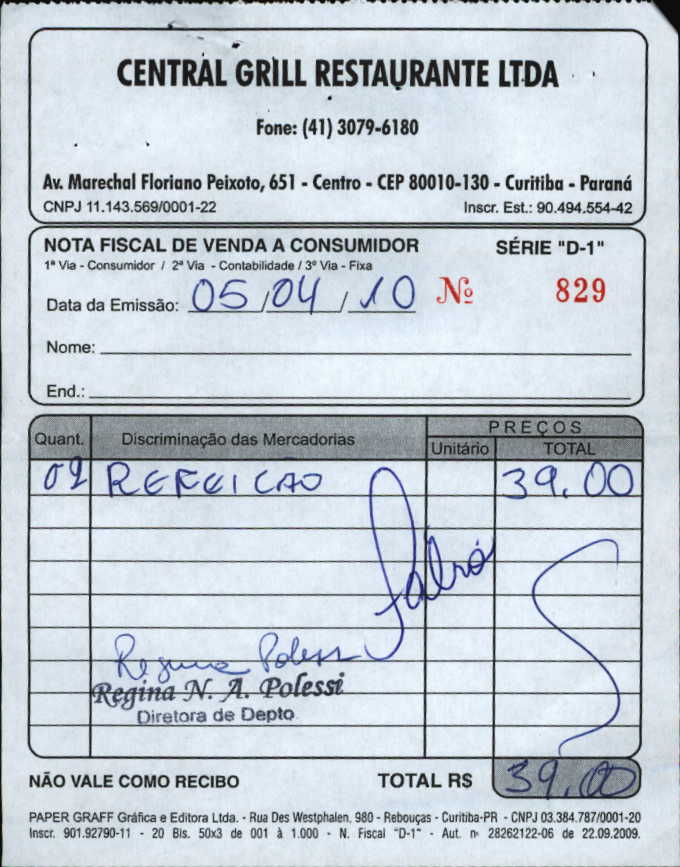 CENTRAL GRILL RESTAURANTE LTDA
Fone: (41) 3079-6180
Av. Marechal Floriano Peixoto, 651 - Centro - CEP 80010-130 - Curitiba - Paraná
CNPJ 11.143.569/0001-22 Inscr. Est.: 90.494.554-42
NOTA FISCAL DE VENDA A CONSUMIDOR SÉRIE "D-1"
1ª Via - Consumidor / 2ª Via - Contabilidade / 3º Via - Fixa
Data da Emissão: 05/04/10 Nº 829
Nome:
End.:
Quant. Discriminação das Mercadorias PREÇOS
Unitário TOTAL
02 REFEICAO 39.00
Regina Polessi
Regina N. A. Polessi
Diretora de Depto
NÃO VALE COMO RECIBO TOTAL R$ 39.00
PAPER GRAFF Gráfica e Editora Ltda. - Rua Des Westphalen, 980 - Rebouças - Curitiba-PR - CNPJ 03.384.787/0001-20
Inscr. 901.92790-11 - 20 Bls. 50x3 de 001 à 1.000 - N. Fiscal "D-1" - Aut. nº 28262122-06 de 22.09.2009.